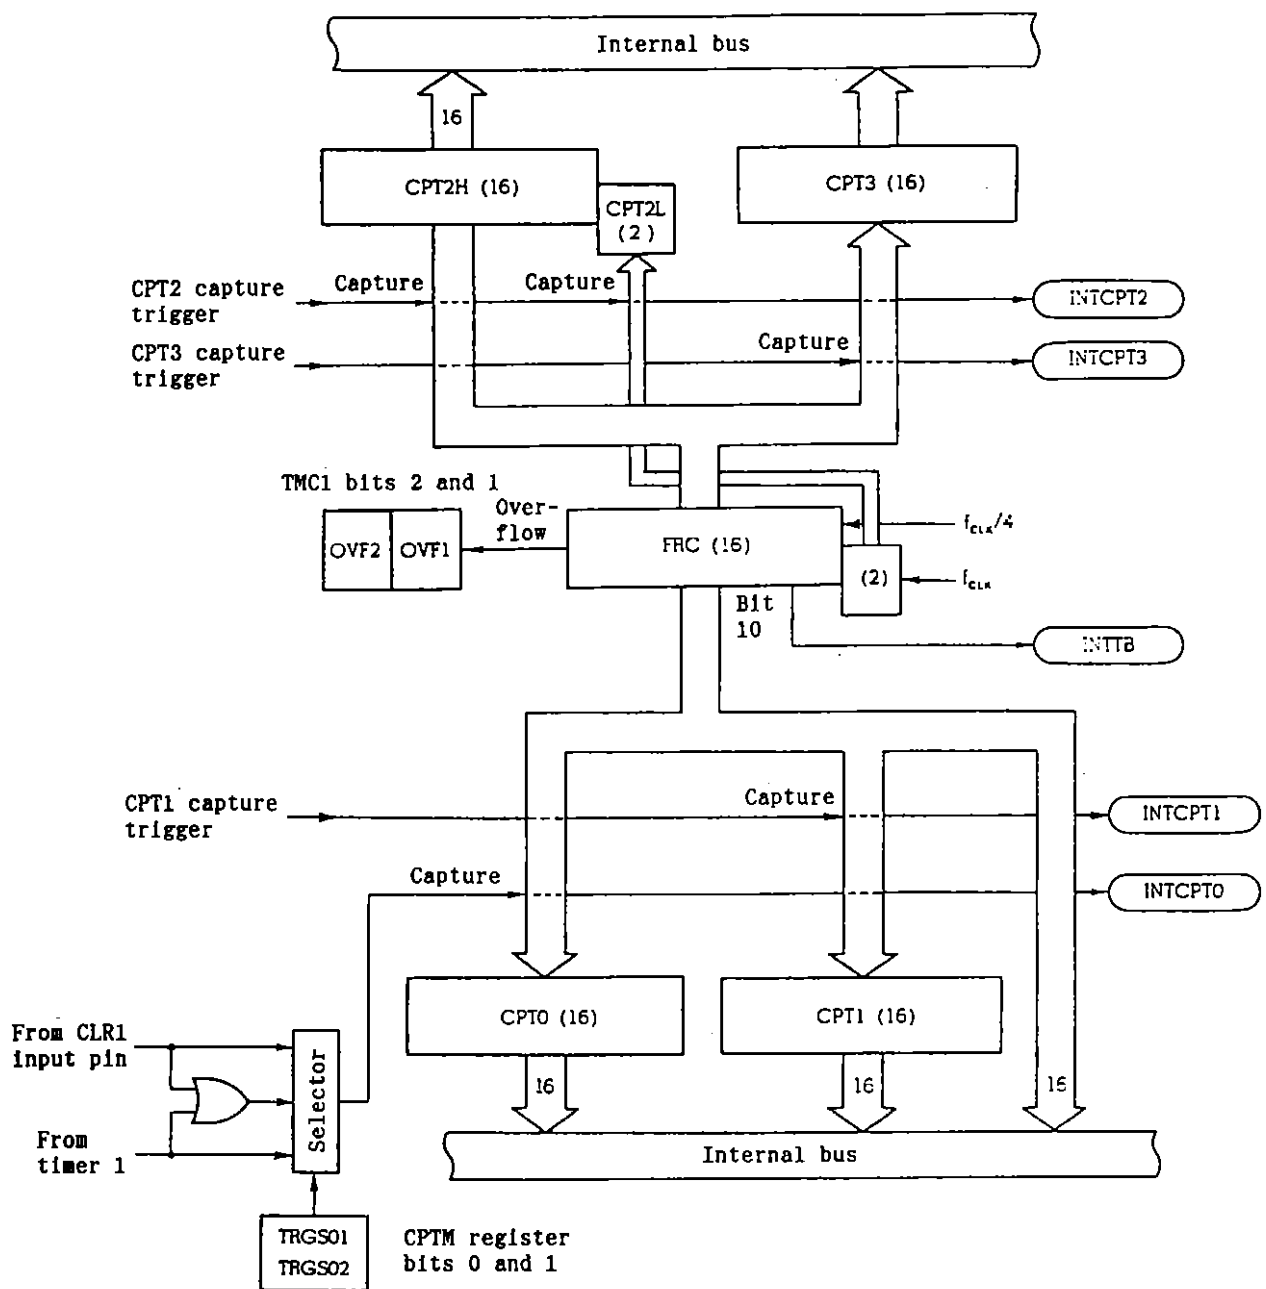 Internal bus
16
CPT2H (16)
CPT2L
(2)
CPT3 (16)
CPT2 capture
trigger
Capture
Capture
INTCPT2
CPT3 capture
trigger
Capture
INTCPT3
TMC1 bits 2 and 1
Over-
flow
OVF2
OVF1
FRC (16)
fCLK/4
(2)
fCLK
Bit
10
INTTB
CPT1 capture
trigger
Capture
INTCPT1
Capture
INTCPT0
From CLR1
input pin
From
timer 1
Selector
CPT0 (16)
CPT1 (16)
16
16
16
Internal bus
TRGS01
TRGS02
CPTM register
bits 0 and 1